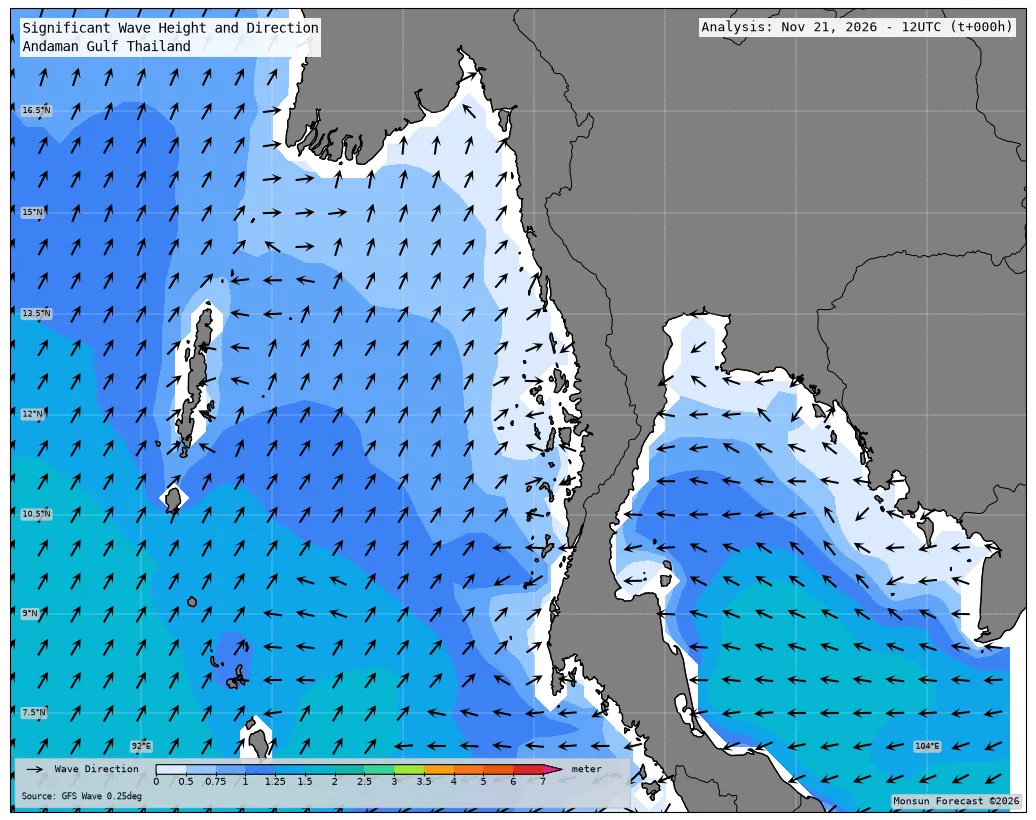 Significant Wave Height and Direction
Andaman Gulf Thailand
Analysis: Nov 21, 2026 - 12UTC (t+000h)
16.5°N
15°N
13.5°N
12°N
10.5°N
9°N
7.5°N
92°E
104°E
Wave Direction
0 0.5 0.75 1 1.25 1.5 2 2.5 3 3.5 4 5 6 7
meter
Source: GFS Wave 0.25deg
Monsun Forecast ©2026